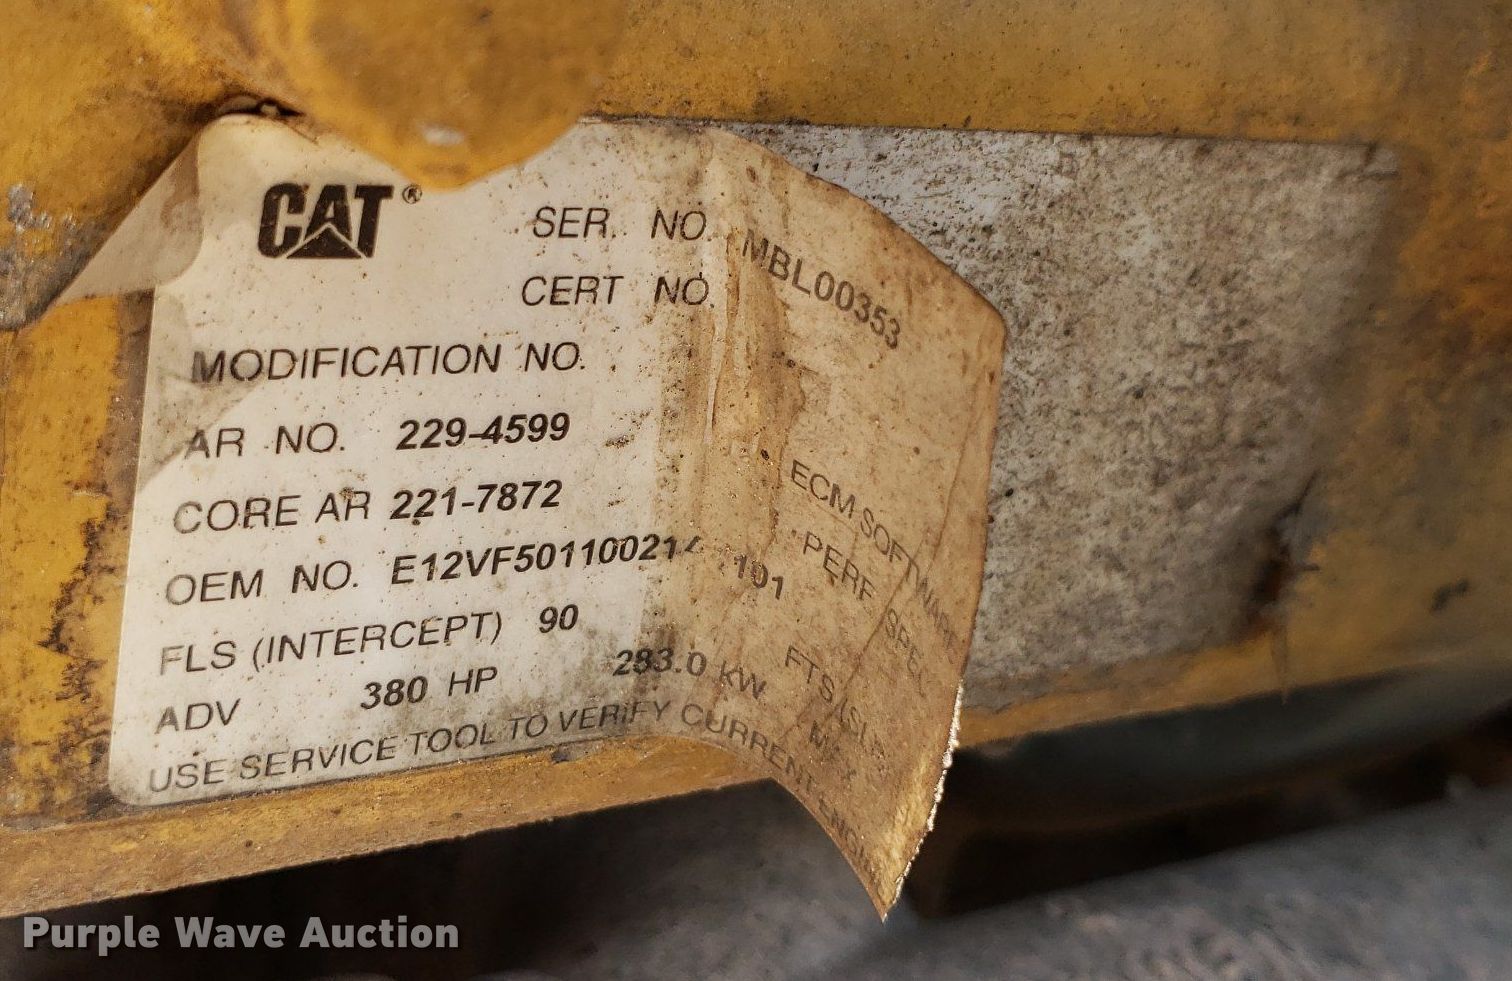 CAT®
SER. NO. MBL00353
CERT NO.
MODIFICATION NO.
AR NO. 229-4599
CORE AR 221-7872
ECM SOFTWARE
OEM NO. E12VF50110021
PERF SPEC
FLS (INTERCEPT) 90 191
FTS
ADV 380 HP 283.0 KW
USE SERVICE TOOL TO VERIFY CURRENT
Purple Wave Auction